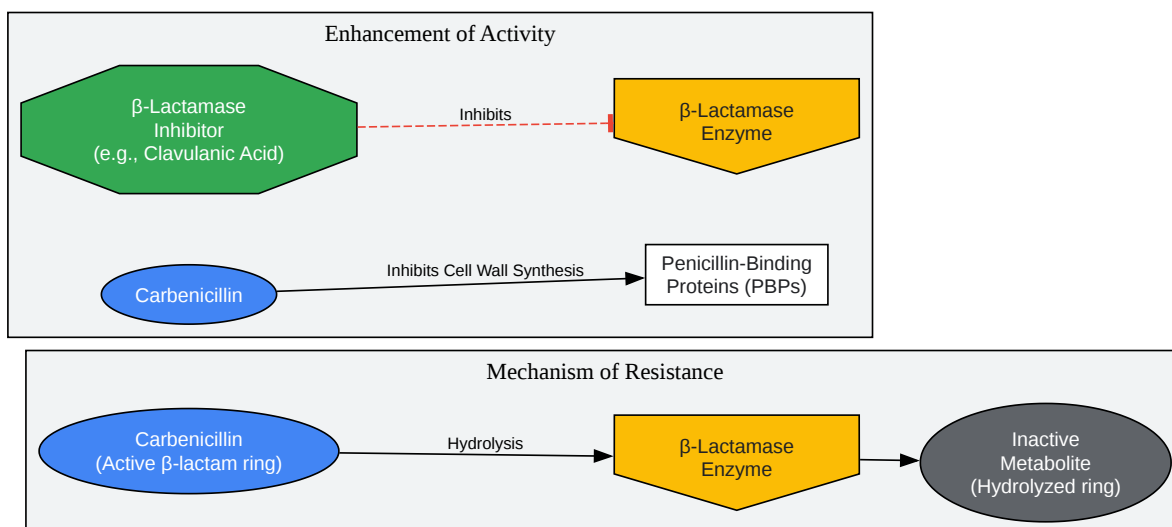 Enhancement of Activity
β-Lactamase
Inhibitor
(e.g., Clavulanic Acid)
Inhibits
β-Lactamase
Enzyme
Carbenicillin
Inhibits Cell Wall Synthesis
Penicillin-Binding
Proteins (PBPs)
Mechanism of Resistance
Carbenicillin
(Active β-lactam ring)
Hydrolysis
β-Lactamase
Enzyme
Inactive
Metabolite
(Hydrolyzed ring)